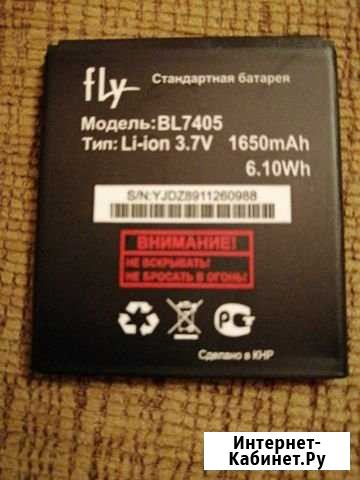 fly
Стандартная батарея
Модель:BL7405
Тип: Li-ion 3.7V 1650mAh
6.10Wh
S/N:YJDZ8911260988
ВНИМАНИЕ!
НЕ ВСКРЫВАТЬ!
НЕ БРОСАТЬ В ОГОНЬ!
Сделано в КНР
Интернет-
Кабинет.Ру